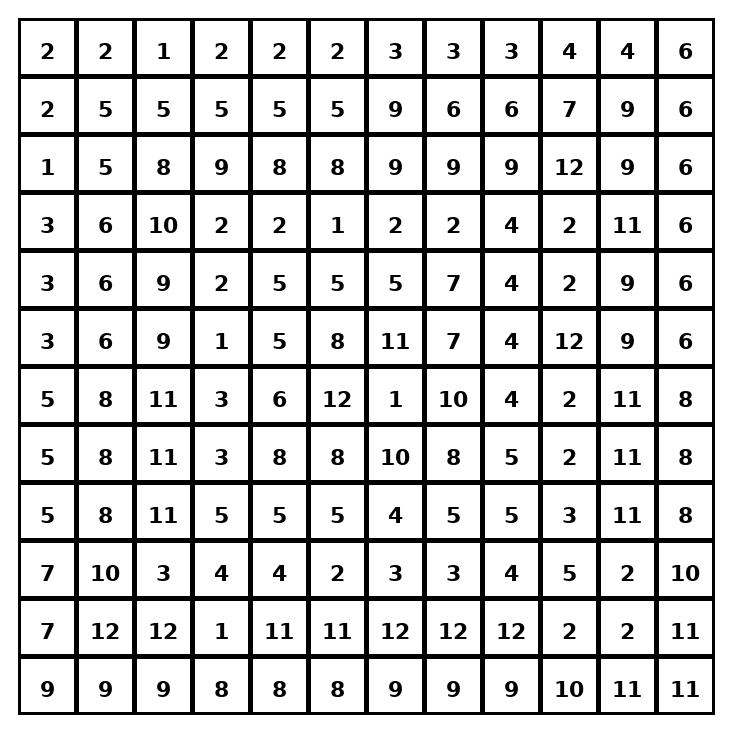 2 2 1 2 2 2 3 3 3 4 4 6
2 5 5 5 5 5 9 6 6 7 9 6
1 5 8 9 8 8 9 9 9 12 9 6
3 6 10 2 2 1 2 2 4 2 11 6
3 6 9 2 5 5 5 7 4 2 9 6
3 6 9 1 5 8 11 7 4 12 9 6
5 8 11 3 6 12 1 10 4 2 11 8
5 8 11 3 8 8 10 8 5 2 11 8
5 8 11 5 5 5 4 5 5 3 11 8
7 10 3 4 4 2 3 3 4 5 2 10
7 12 12 1 11 11 12 12 12 2 2 11
9 9 9 8 8 8 9 9 9 10 11 11